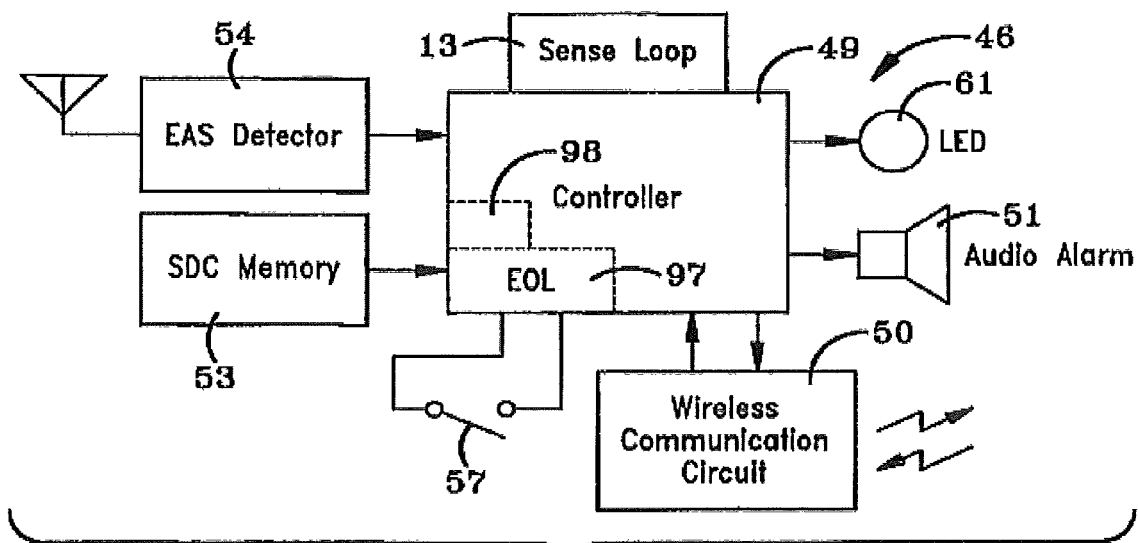 54
13
Sense Loop
49
46
61
EAS Detector
LED
98
Controller
51
SDC Memory
EOL
97
Audio Alarm
53
50
57
Wireless
Communication
Circuit